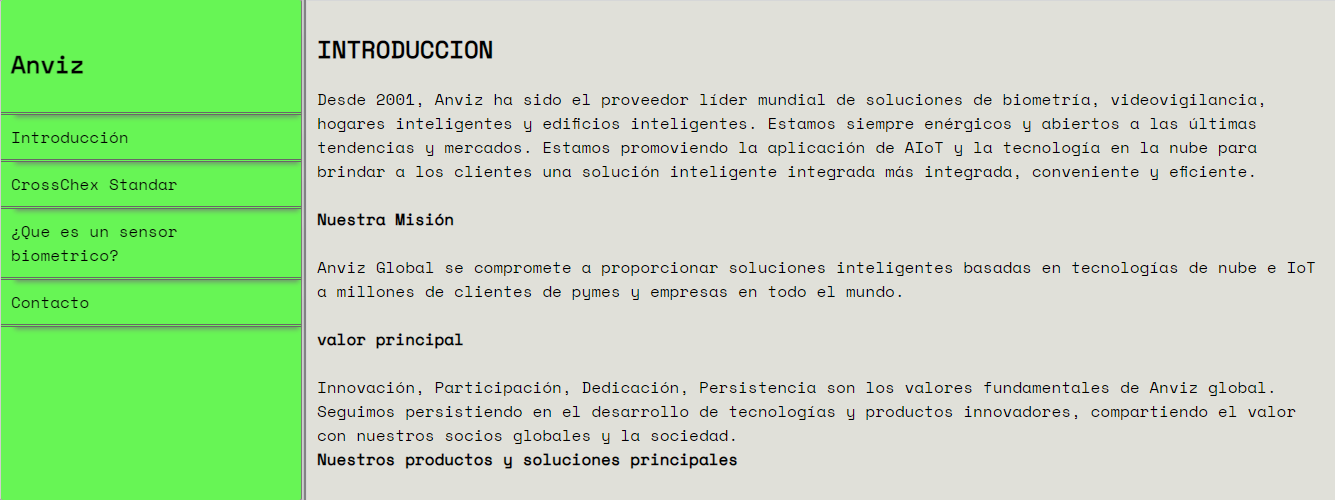 Anviz
Introducción
CrossChex Standar
¿Que es un sensor
biometrico?
Contacto
INTRODUCCION
Desde 2001, Anviz ha sido el proveedor líder mundial de soluciones de biometría, videovigilancia,
hogares inteligentes y edificios inteligentes. Estamos siempre enérgicos y abiertos a las últimas
tendencias y mercados. Estamos promoviendo la aplicación de AIoT y la tecnología en la nube para
brindar a los clientes una solución inteligente integrada más integrada, conveniente y eficiente.
Nuestra Misión
Anviz Global se compromete a proporcionar soluciones inteligentes basadas en tecnologías de nube e IoT
a millones de clientes de pymes y empresas en todo el mundo.
valor principal
Innovación, Participación, Dedicación, Persistencia son los valores fundamentales de Anviz global.
Seguimos persistiendo en el desarrollo de tecnologías y productos innovadores, compartiendo el valor
con nuestros socios globales y la sociedad.
Nuestros productos y soluciones principales